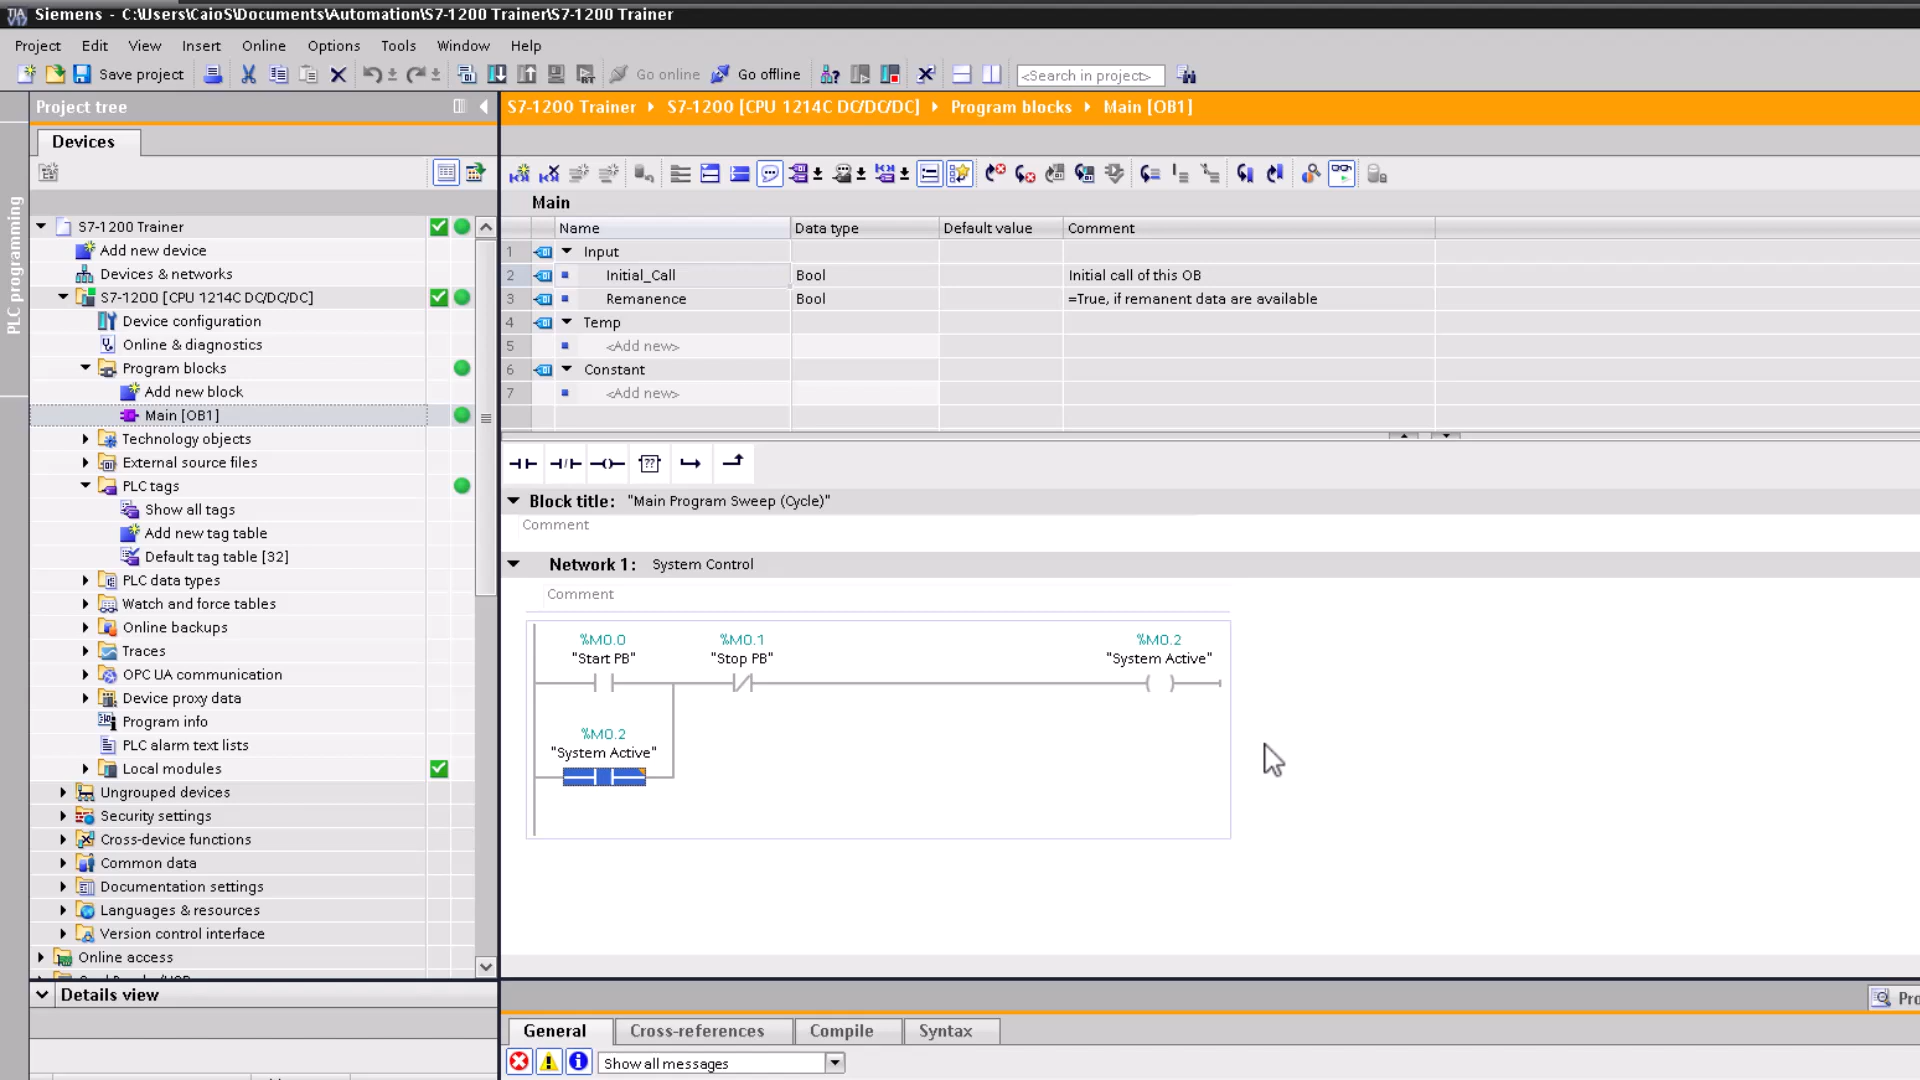 Siemens - C:\Users\CaioS\Documents\Automation\S7-1200 Trainer\S7-1200 Trainer
Project Edit View Insert Online Options Tools Window Help
Save project Go online Go offline <Search in project>
Project tree
S7-1200 Trainer S7-1200 [CPU 1214C DC/DC/DC] Program blocks Main [OB1]
Devices
PLC programming
S7-1200 Trainer
Add new device
Devices & networks
S7-1200 [CPU 1214C DC/DC/DC]
Device configuration
Online & diagnostics
Program blocks
Add new block
Main [OB1]
Technology objects
External source files
PLC tags
Show all tags
Add new tag table
Default tag table [32]
PLC data types
Watch and force tables
Online backups
Traces
OPC UA communication
Device proxy data
Program info
PLC alarm text lists
Local modules
Ungrouped devices
Security settings
Cross-device functions
Common data
Documentation settings
Languages & resources
Version control interface
Online access
Details view
Main
Name Data type Default value Comment
1 Input
2 Initial_Call Bool Initial call of this OB
3 Remanence Bool =True, if remanent data are available
4 Temp
5 <Add new>
6 Constant
7 <Add new>
??
Block title: "Main Program Sweep (Cycle)"
Comment
Network 1: System Control
Comment
%M0.0 %M0.1 %M0.2
"Start PB" "Stop PB" "System Active"
%M0.2
"System Active"
General Cross-references Compile Syntax
Show all messages